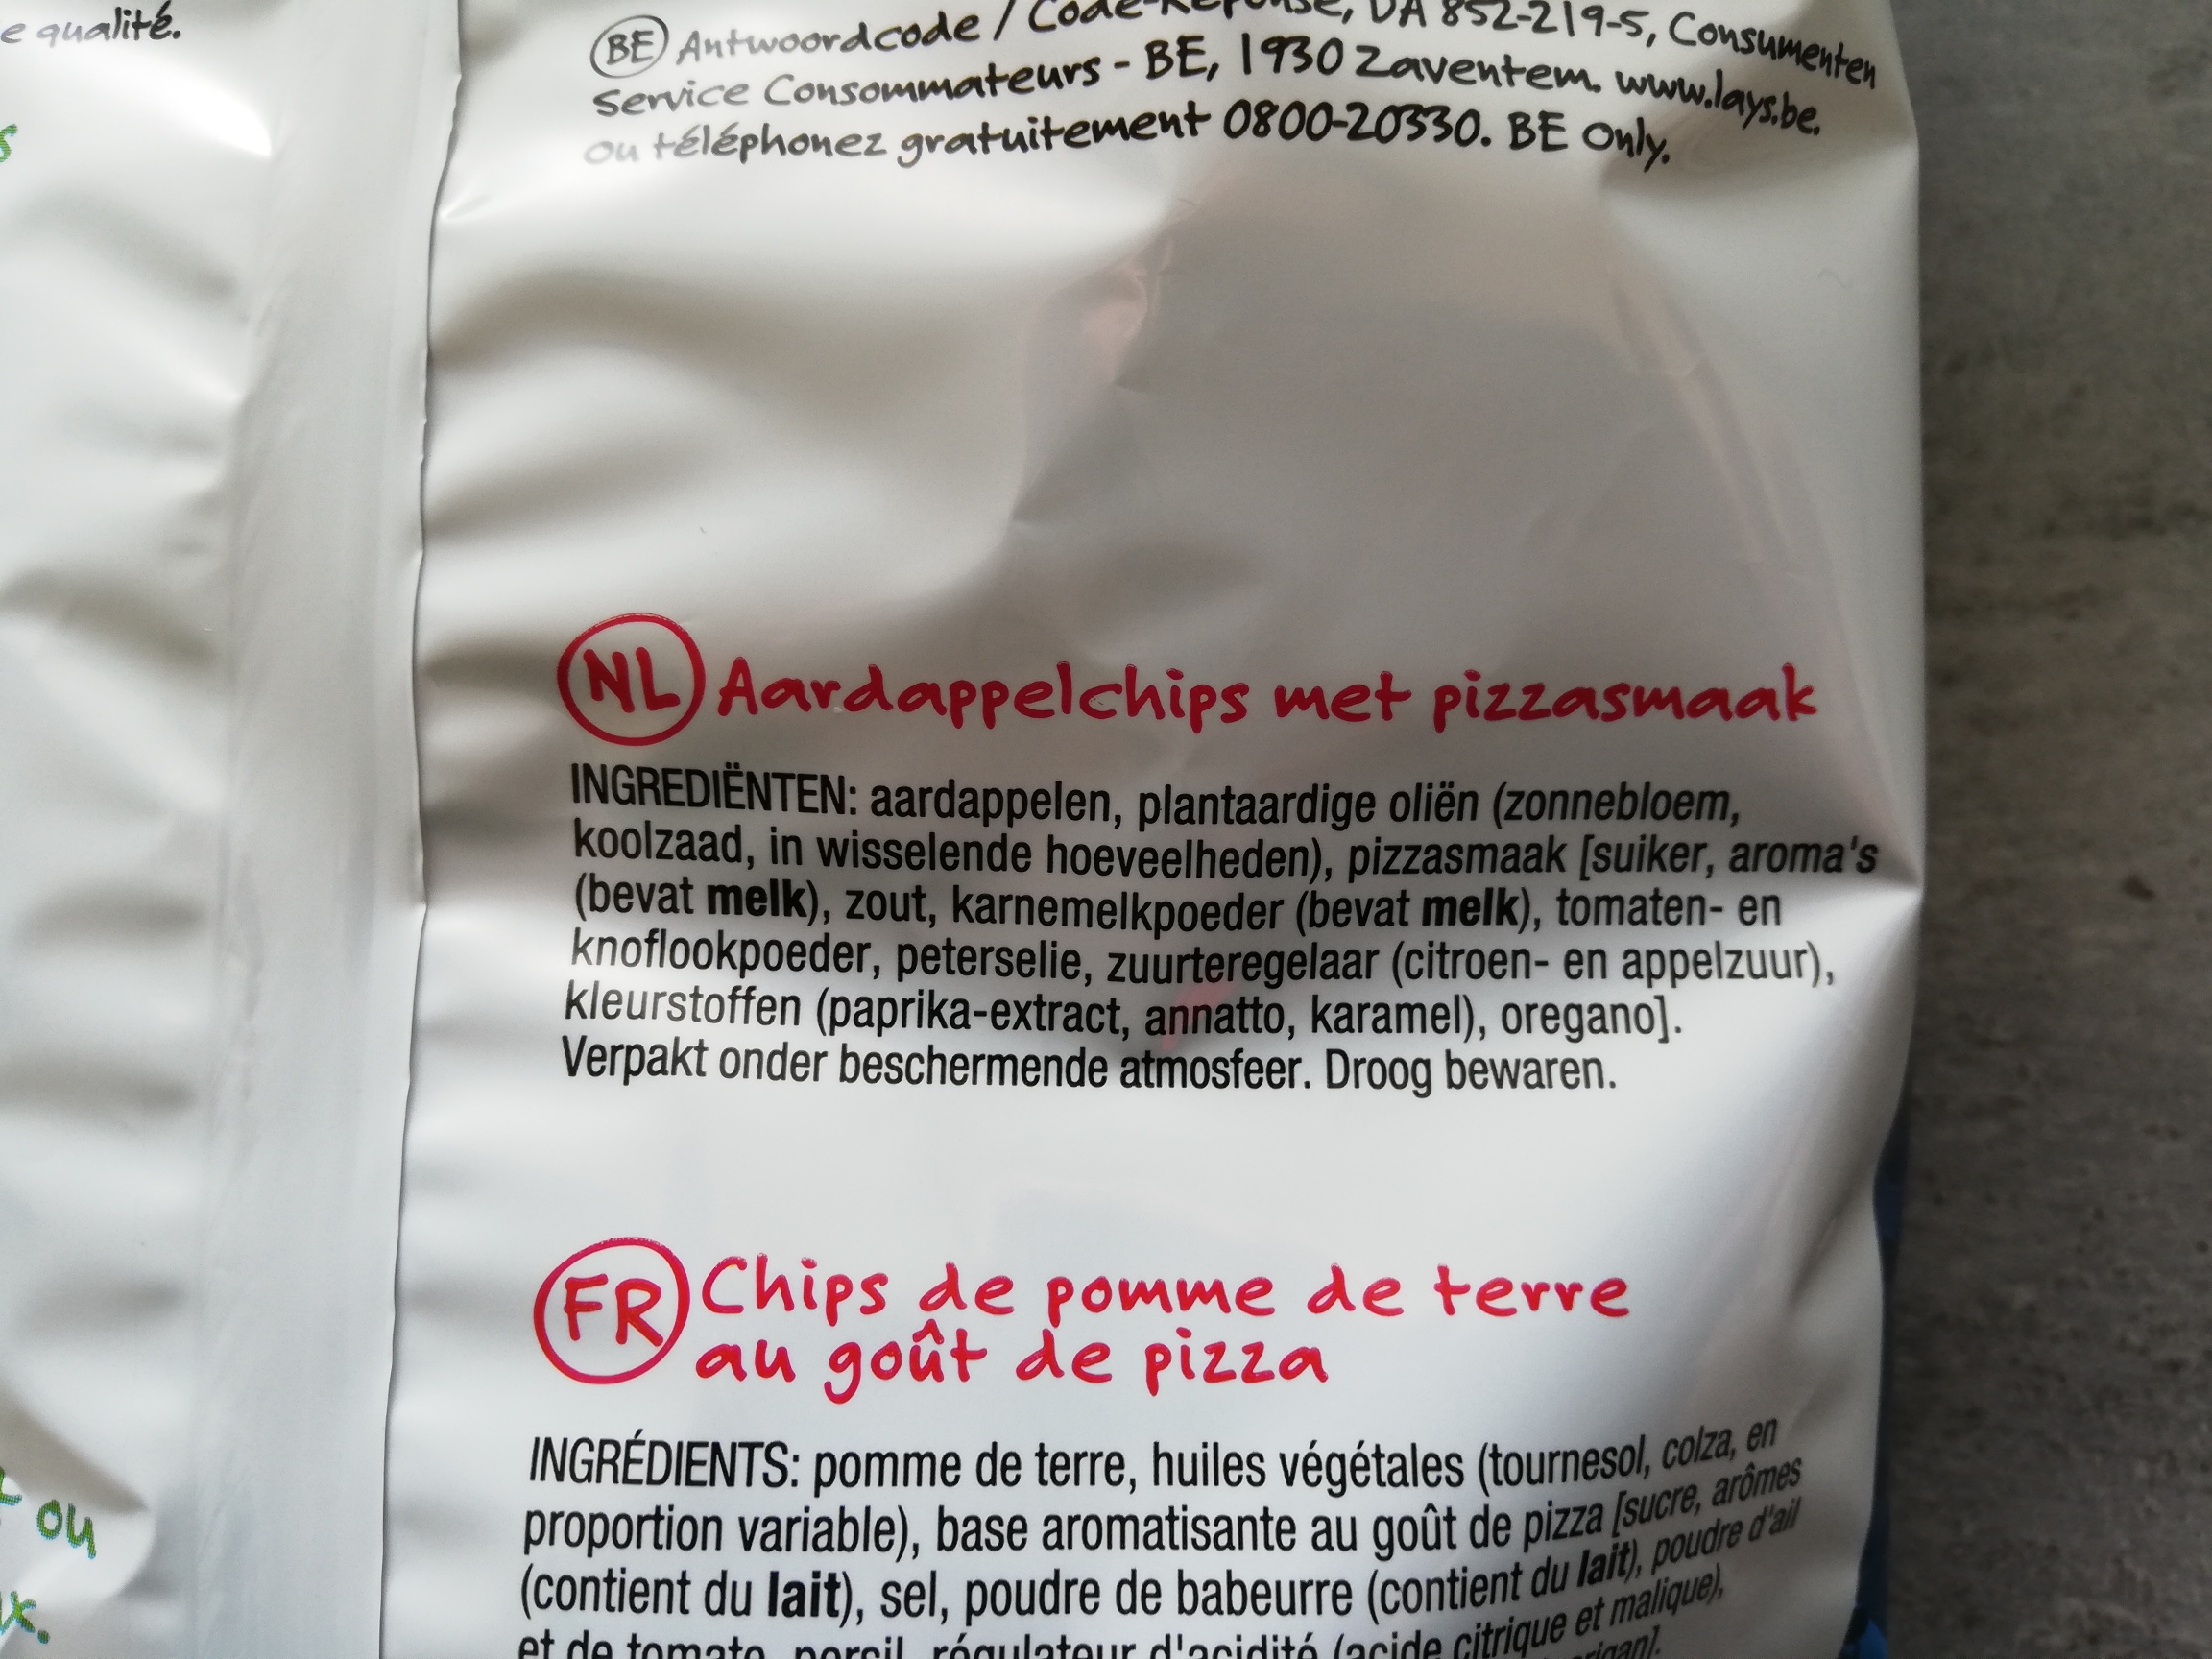 e qualité.
s
ou
x.
BE Antwoordcode / Code-Réponse, DA 852-219-5, Consumenten
Service Consommateurs - BE, 1930 Zaventem. www.lays.be.
ou téléphonez gratuitement 0800-20330. BE Only.
NL Aardappelchips met pizzasmaak
INGREDIËNTEN: aardappelen, plantaardige oliën (zonnebloem,
koolzaad, in wisselende hoeveelheden), pizzasmaak [suiker, aroma's
(bevat melk), zout, karnemelkpoeder (bevat melk), tomaten- en
knoflookpoeder, peterselie, zuurteregelaar (citroen- en appelzuur),
kleurstoffen (paprika-extract, annatto, karamel), oregano].
Verpakt onder beschermende atmosfeer. Droog bewaren.
FR Chips de pomme de terre
au goût de pizza
INGRÉDIENTS: pomme de terre, huiles végétales (tournesol, colza, en
proportion variable), base aromatisante au goût de pizza [sucre, arômes
(contient du lait), sel, poudre de babeurre (contient du lait), poudre d'ail
et de tomate, persil, régulateur d'acidité (acide citrique et malique),